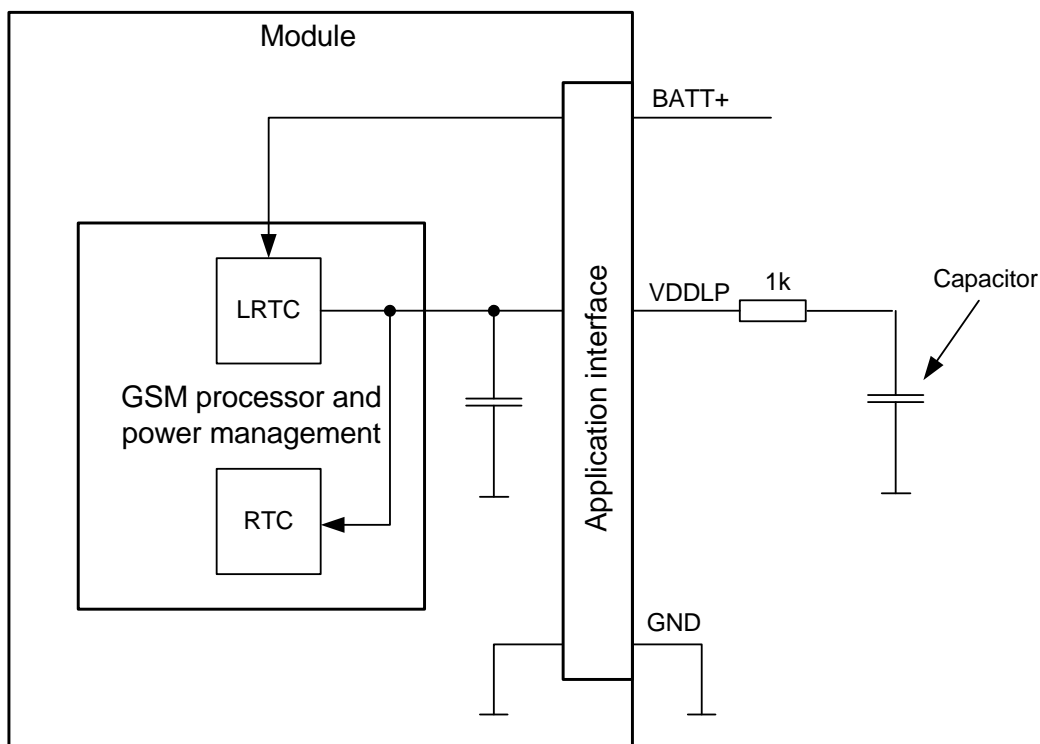 Module
BATT+
LRTC
VDDLP
1k
Capacitor
GSM processor and
power management
Application interface
RTC
GND